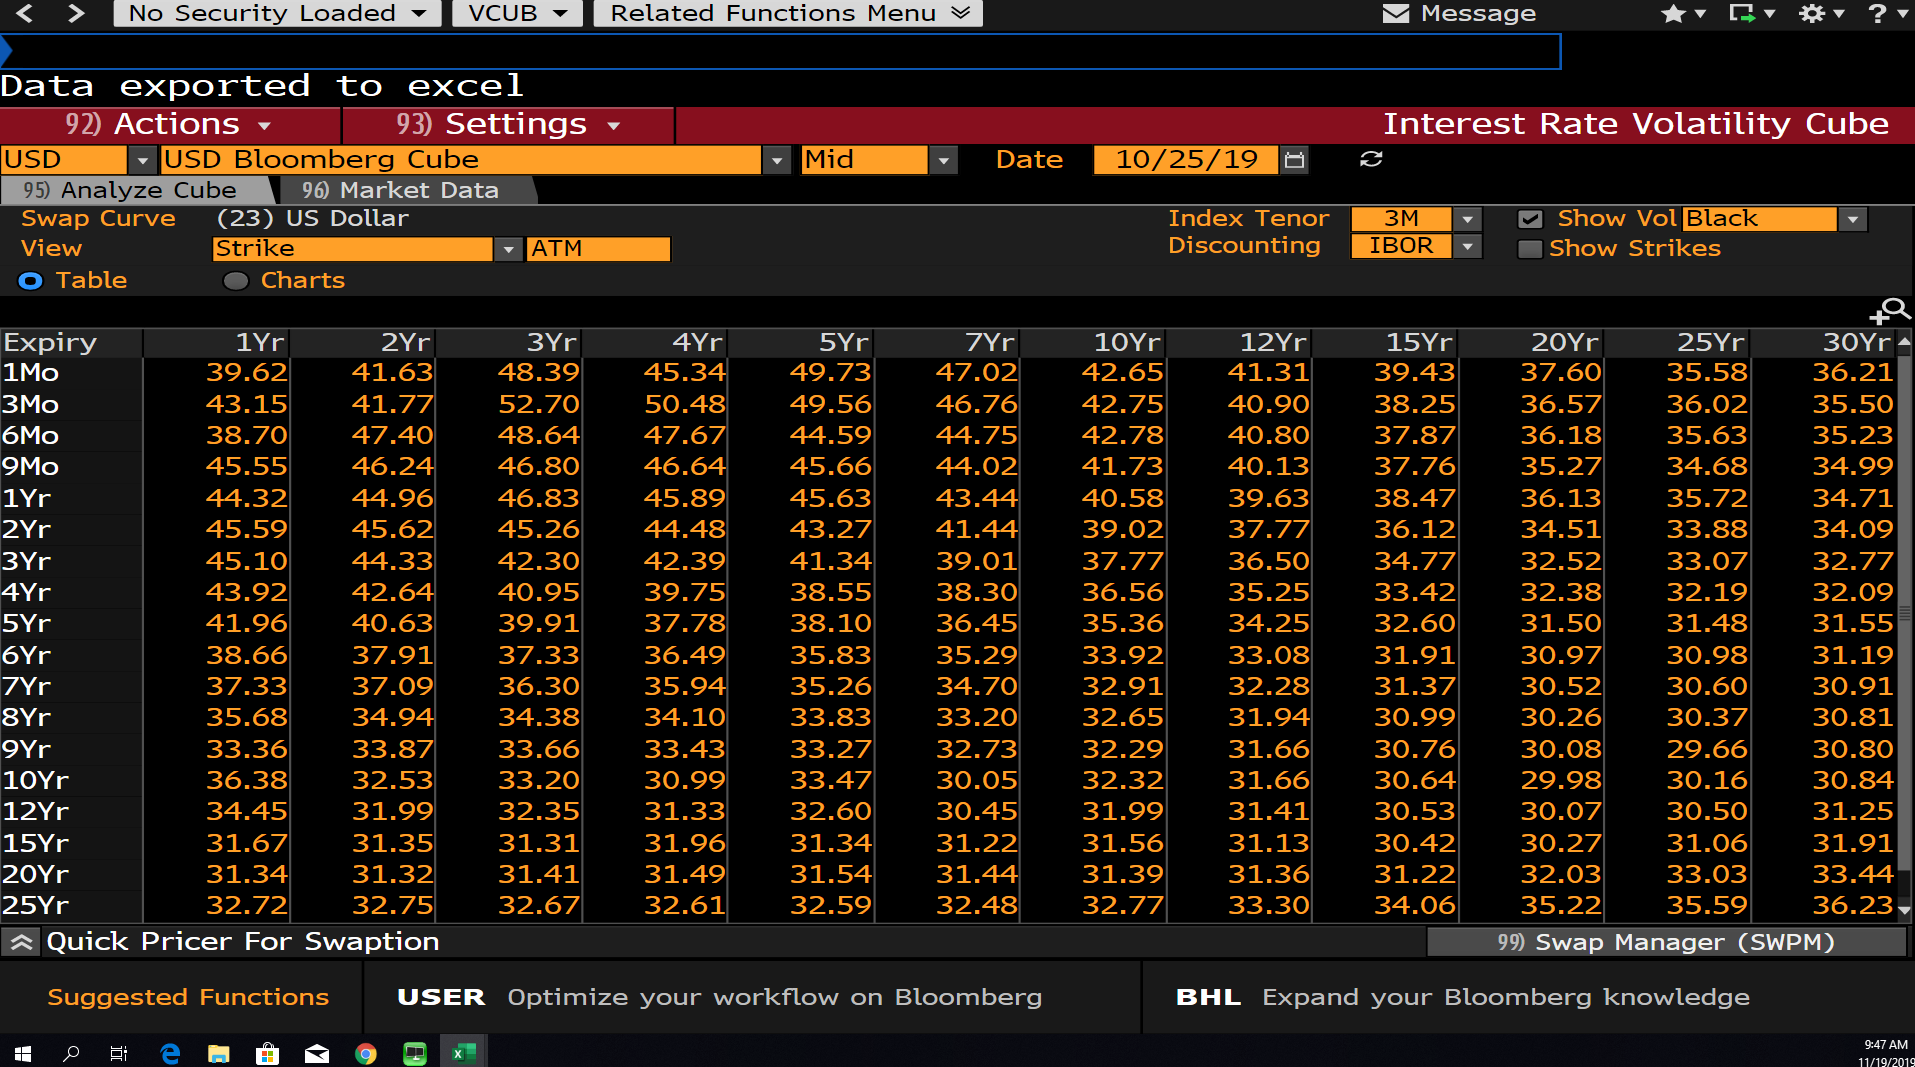 No Security Loaded VCUB Related Functions Menu Message ?
Data exported to excel
92) Actions 93) Settings Interest Rate Volatility Cube
USD USD Bloomberg Cube Mid Date 10/25/19
95) Analyze Cube 96) Market Data
Swap Curve (23) US Dollar Index Tenor 3M Show Vol Black
View Strike ATM Discounting IBOR Show Strikes
Table Charts
Expiry 1Yr 2Yr 3Yr 4Yr 5Yr 7Yr 10Yr 12Yr 15Yr 20Yr 25Yr 30Yr
1Mo 39.62 41.63 48.39 45.34 49.73 47.02 42.65 41.31 39.43 37.60 35.58 36.21
3Mo 43.15 41.77 52.70 50.48 49.56 46.76 42.75 40.90 38.25 36.57 36.02 35.50
6Mo 38.70 47.40 48.64 47.67 44.59 44.75 42.78 40.80 37.87 36.18 35.63 35.23
9Mo 45.55 46.24 46.80 46.64 45.66 44.02 41.73 40.13 37.76 35.27 34.68 34.99
1Yr 44.32 44.96 46.83 45.89 45.63 43.44 40.58 39.63 38.47 36.13 35.72 34.71
2Yr 45.59 45.62 45.26 44.48 43.27 41.44 39.02 37.77 36.12 34.51 33.88 34.09
3Yr 45.10 44.33 42.30 42.39 41.34 39.01 37.77 36.50 34.77 32.52 33.07 32.77
4Yr 43.92 42.64 40.95 39.75 38.55 38.30 36.56 35.25 33.42 32.38 32.19 32.09
5Yr 41.96 40.63 39.91 37.78 38.10 36.45 35.36 34.25 32.60 31.50 31.48 31.55
6Yr 38.66 37.91 37.33 36.49 35.83 35.29 33.92 33.08 31.91 30.97 30.98 31.19
7Yr 37.33 37.09 36.30 35.94 35.26 34.70 32.91 32.28 31.37 30.52 30.60 30.91
8Yr 35.68 34.94 34.38 34.10 33.83 33.20 32.65 31.94 30.99 30.26 30.37 30.81
9Yr 33.36 33.87 33.66 33.43 33.27 32.73 32.29 31.66 30.76 30.08 29.66 30.80
10Yr 36.38 32.53 33.20 30.99 33.47 30.05 32.32 31.66 30.64 29.98 30.16 30.84
12Yr 34.45 31.99 32.35 31.33 32.60 30.45 31.99 31.41 30.53 30.07 30.50 31.25
15Yr 31.67 31.35 31.31 31.96 31.34 31.22 31.56 31.13 30.42 30.27 31.06 31.91
20Yr 31.34 31.32 31.41 31.49 31.54 31.44 31.39 31.36 31.22 32.03 33.03 33.44
25Yr 32.72 32.75 32.67 32.61 32.59 32.48 32.77 33.30 34.06 35.22 35.59 36.23
Quick Pricer For Swaption 99) Swap Manager (SWPM)
Suggested Functions USER Optimize your workflow on Bloomberg BHL Expand your Bloomberg knowledge
9:47 AM
11/19/2019